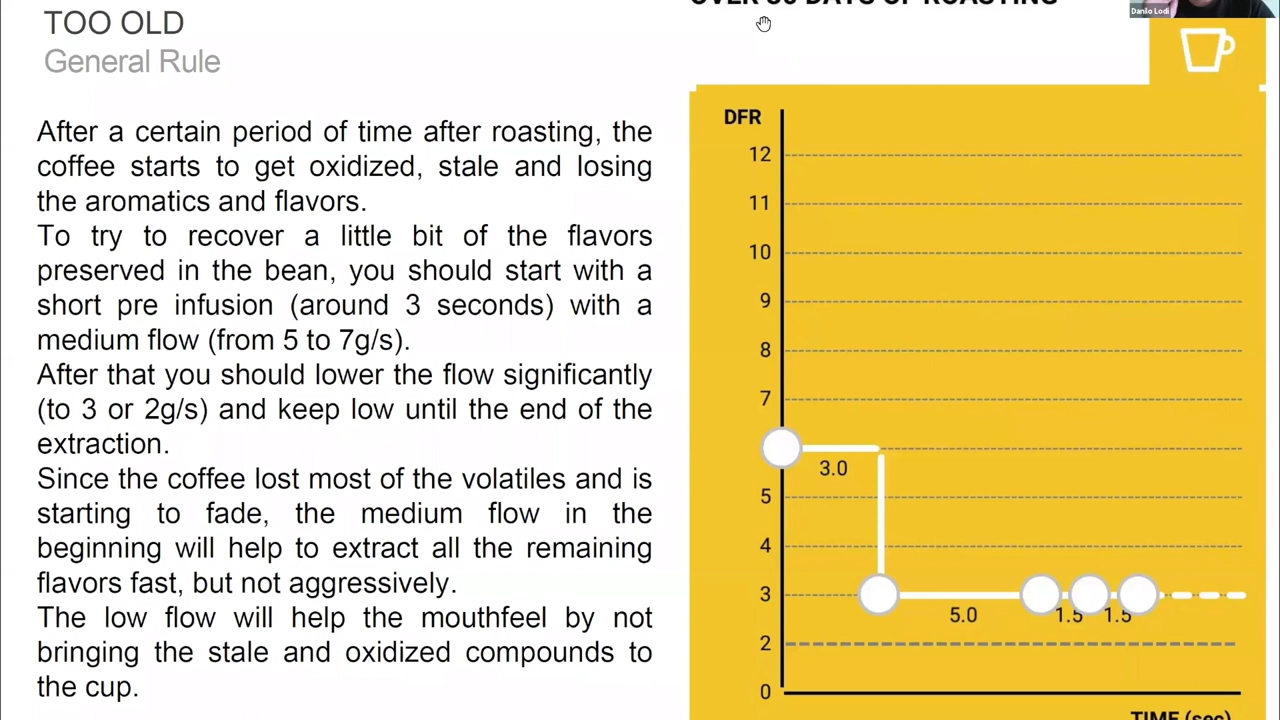 TOO OLD
General Rule
After a certain period of time after roasting, the
coffee starts to get oxidized, stale and losing
the aromatics and flavors.
To try to recover a little bit of the flavors
preserved in the bean, you should start with a
short pre infusion (around 3 seconds) with a
medium flow (from 5 to 7g/s).
After that you should lower the flow significantly
(to 3 or 2g/s) and keep low until the end of the
extraction.
Since the coffee lost most of the volatiles and is
starting to fade, the medium flow in the
beginning will help to extract all the remaining
flavors fast, but not aggressively.
The low flow will help the mouthfeel by not
bringing the stale and oxidized compounds to
the cup.
OVER DAYS OF ROASTING
Danilo Lodi
DFR
12
11
10
9
8
7
5
4
3
2
0
3.0
5.0
1.5
1.5
TIME (sec)